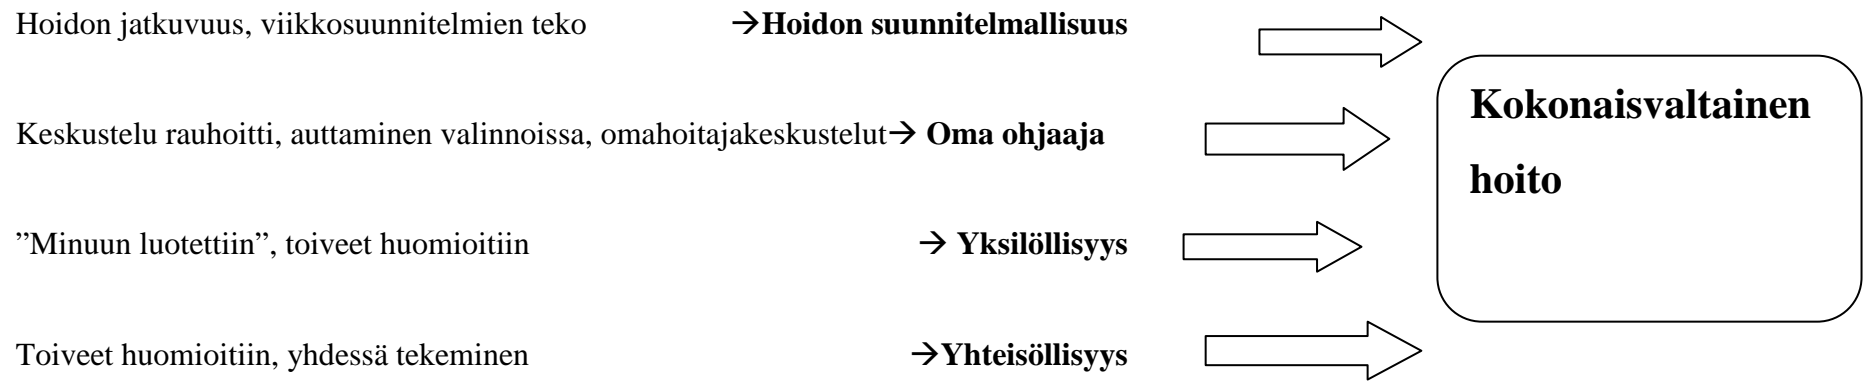 Hoidon jatkuvuus, viikkosuunnitelmien teko →Hoidon suunnitelmallisuus
Keskustelu rauhoitti, auttaminen valinnoissa, omahoitajakeskustelut→ Oma ohjaaja
”Minuun luotettiin”, toiveet huomioitiin → Yksilöllisyys
Toiveet huomioitiin, yhdessä tekeminen →Yhteisöllisyys
Kokonaisvaltainen
hoito